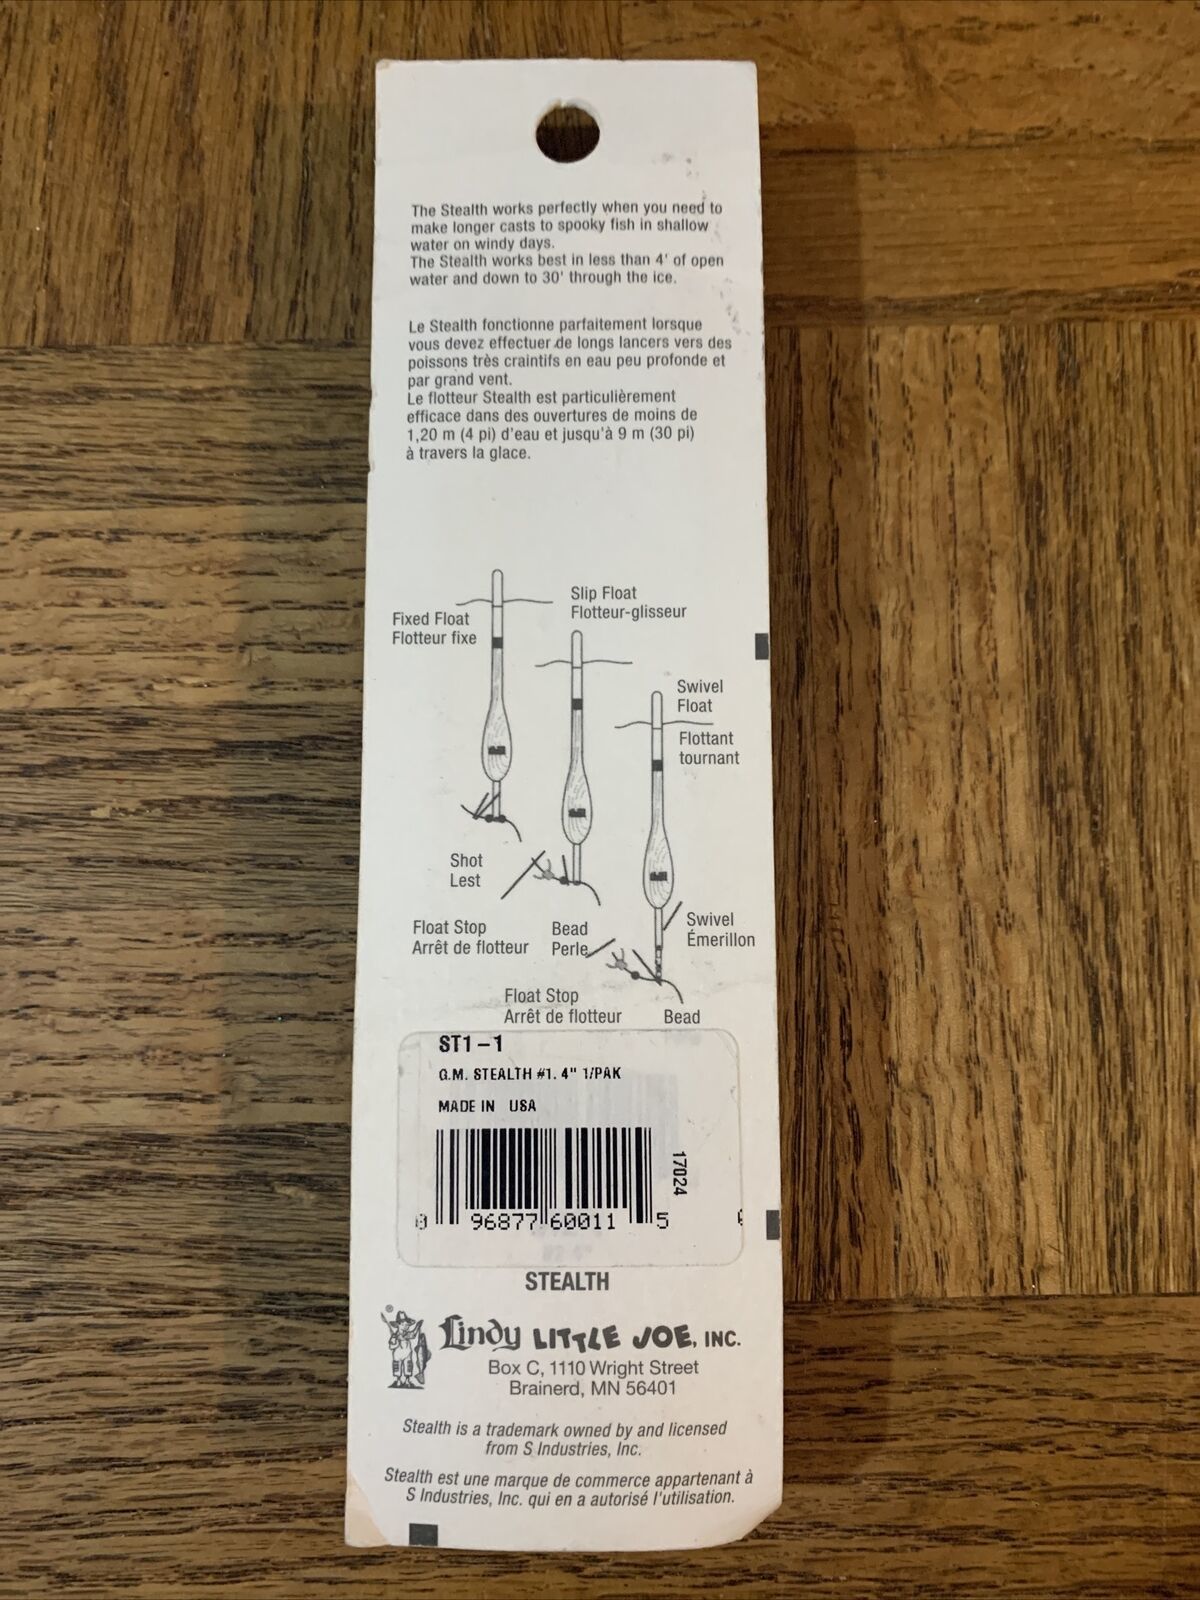 The Stealth works perfectly when you need to
make longer casts to spooky fish in shallow
water on windy days.
The Stealth works best in less than 4' of open
water and down to 30' through the ice.
Le Stealth fonctionne parfaitement lorsque
vous devez effectuer de longs lancers vers des
poissons très craintifs en eau peu profonde et
par grand vent.
Le flotteur Stealth est particulièrement
efficace dans des ouvertures de moins de
1,20 m (4 pi) d'eau et jusqu'à 9 m (30 pi)
à travers la glace.
Fixed Float
Flotteur fixe
Slip Float
Flotteur-glisseur
Swivel
Float
Flottant
tournant
Shot
Lest
Float Stop
Arrêt de flotteur
Bead
Perle
Swivel
Émerillon
Float Stop
Arrêt de flotteur
Bead
ST1-1
G.M. STEALTH #1. 4" 1/PAK
MADE IN USA
17024
0 96877 60011 5
STEALTH
® Lindy LITTLE JOE, INC.
Box C, 1110 Wright Street
Brainerd, MN 56401
Stealth is a trademark owned by and licensed
from S Industries, Inc.
Stealth est une marque de commerce appartenant à
S Industries, Inc. qui en a autorisé l'utilisation.